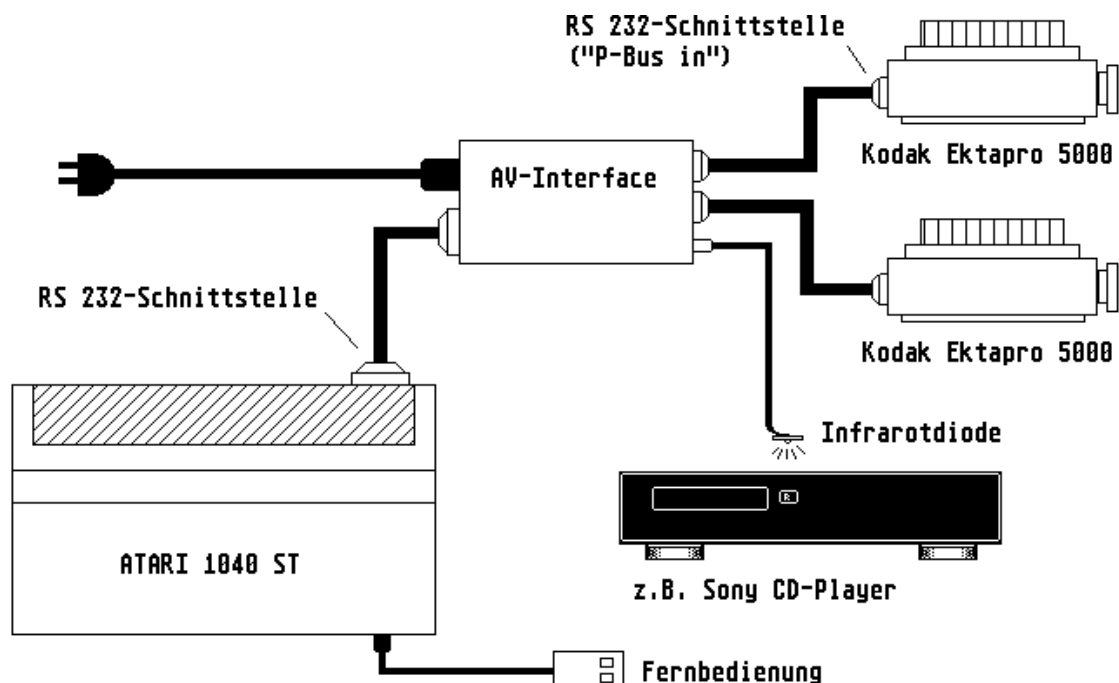 RS 232-Schnittstelle
("P-Bus in")
AV-Interface
Kodak Ektapro 5000
RS 232-Schnittstelle
Kodak Ektapro 5000
Infrarotdiode
R
ATARI 1040 ST
z.B. Sony CD-Player
Fernbedienung